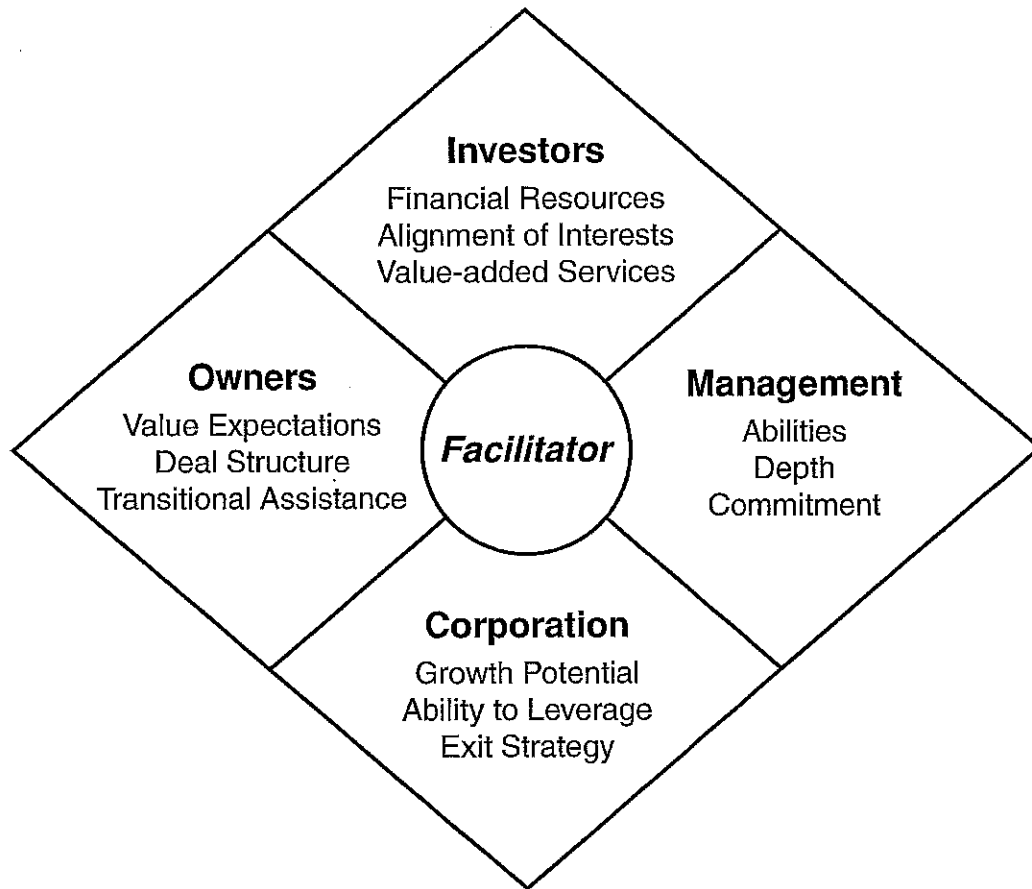 Investors
Financial Resources
Alignment of Interests
Value-added Services
Owners
Value Expectations
Deal Structure
Transitional Assistance
Facilitator
Management
Abilities
Depth
Commitment
Corporation
Growth Potential
Ability to Leverage
Exit Strategy